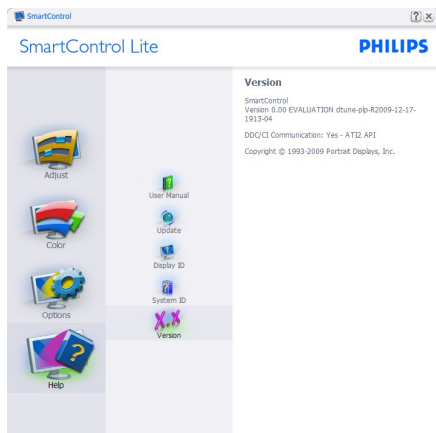 SmartControl
SmartControl Lite
PHILIPS
Adjust
Color
Options
Help
User Manual
Update
Display ID
System ID
X.X
Version
Version
SmartControl
Version 0.00 EVALUATION dtune-plp-R2009-12-17-
1913-04
DDC/CI Communication: Yes - ATI2 API
Copyright © 1993-2009 Portrait Displays, Inc.